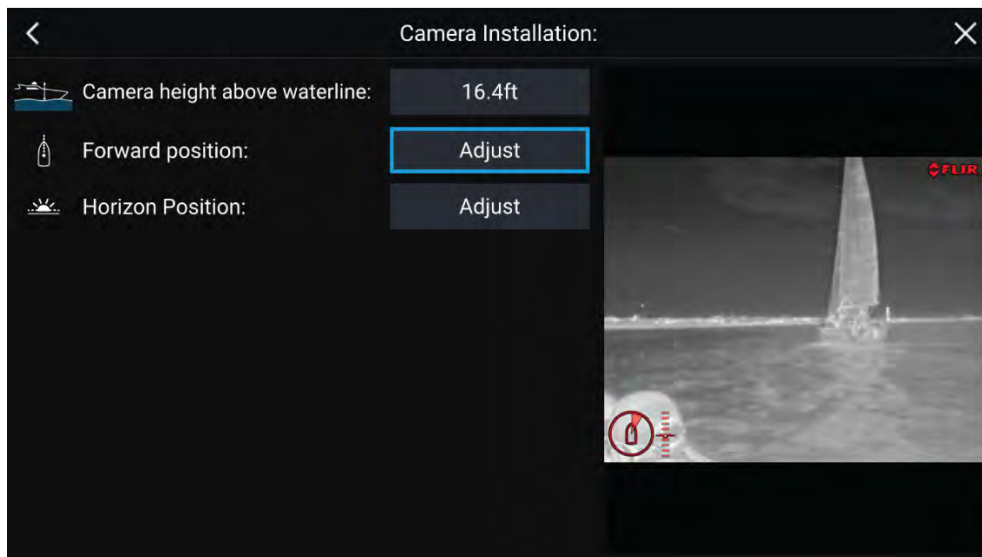 Camera Installation:
Camera height above waterline: 16.4ft
Forward position: Adjust
Horizon Position: Adjust
FLIR